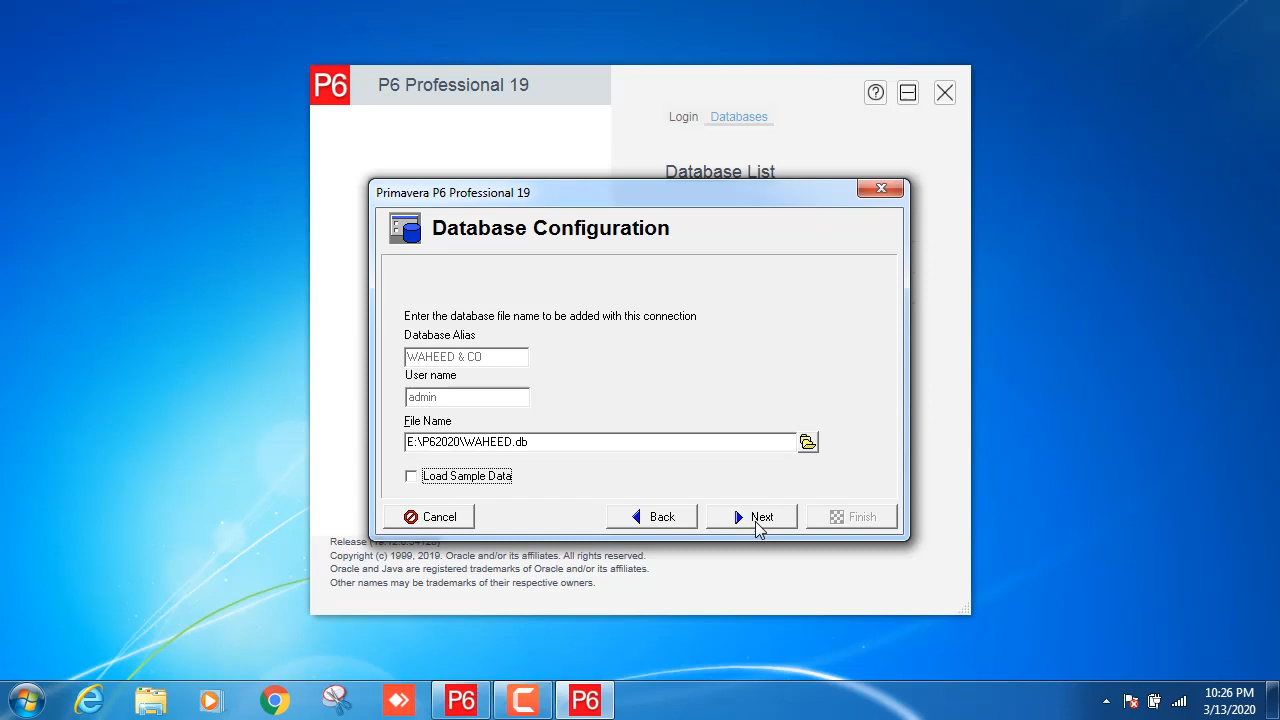 P6 P6 Professional 19
Login Databases
Database List
Primavera P6 Professional 19
Database Configuration
Enter the database file name to be added with this connection
Database Alias
WAHEED & CO
User name
admin
File Name
E:\P62020\WAHEED.db
Load Sample Data
Cancel Back Next Finish
Release
Copyright (c) 1999, 2019. Oracle and/or its affiliates. All rights reserved.
Oracle and Java are registered trademarks of Oracle and/or its affiliates.
Other names may be trademarks of their respective owners.
P6 P6
10:26 PM
3/13/2020